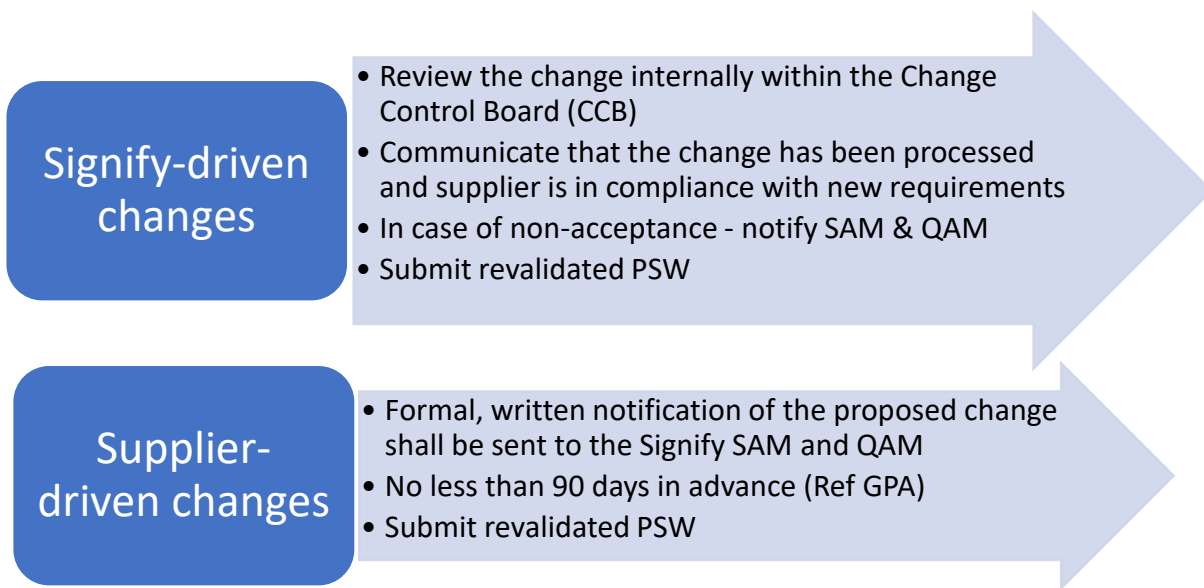 Signify-driven
changes
• Review the change internally within the Change
Control Board (CCB)
• Communicate that the change has been processed
and supplier is in compliance with new requirements
• In case of non-acceptance - notify SAM & QAM
• Submit revalidated PSW
Supplier-
driven changes
• Formal, written notification of the proposed change
shall be sent to the Signify SAM and QAM
• No less than 90 days in advance (Ref GPA)
• Submit revalidated PSW